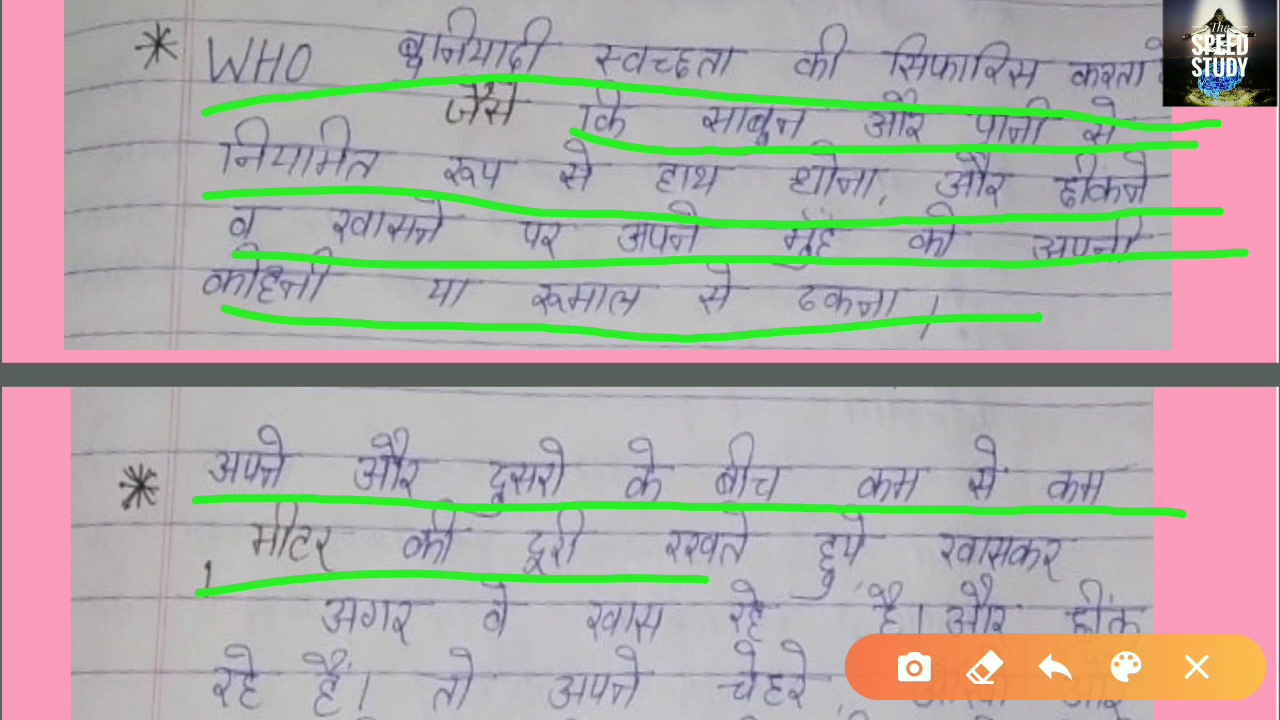 The
SPEED
STUDY
* WHO बुनियादी स्वच्छता की सिफारिस करता
जैसे कि साबुन और पानी से
नियमित रूप से हाथ धोना, और छीकने
व खासने पर अपने मुँह को अपनी
कोहनी या रूमाल से ढकना।
* अपने और दुसरो के बीच कम से कम
1 मीटर की दूरी रखते हुये खासकर
अगर वे खास रहे है। और छींक
रहे हैं। तो अपने चेहरे,